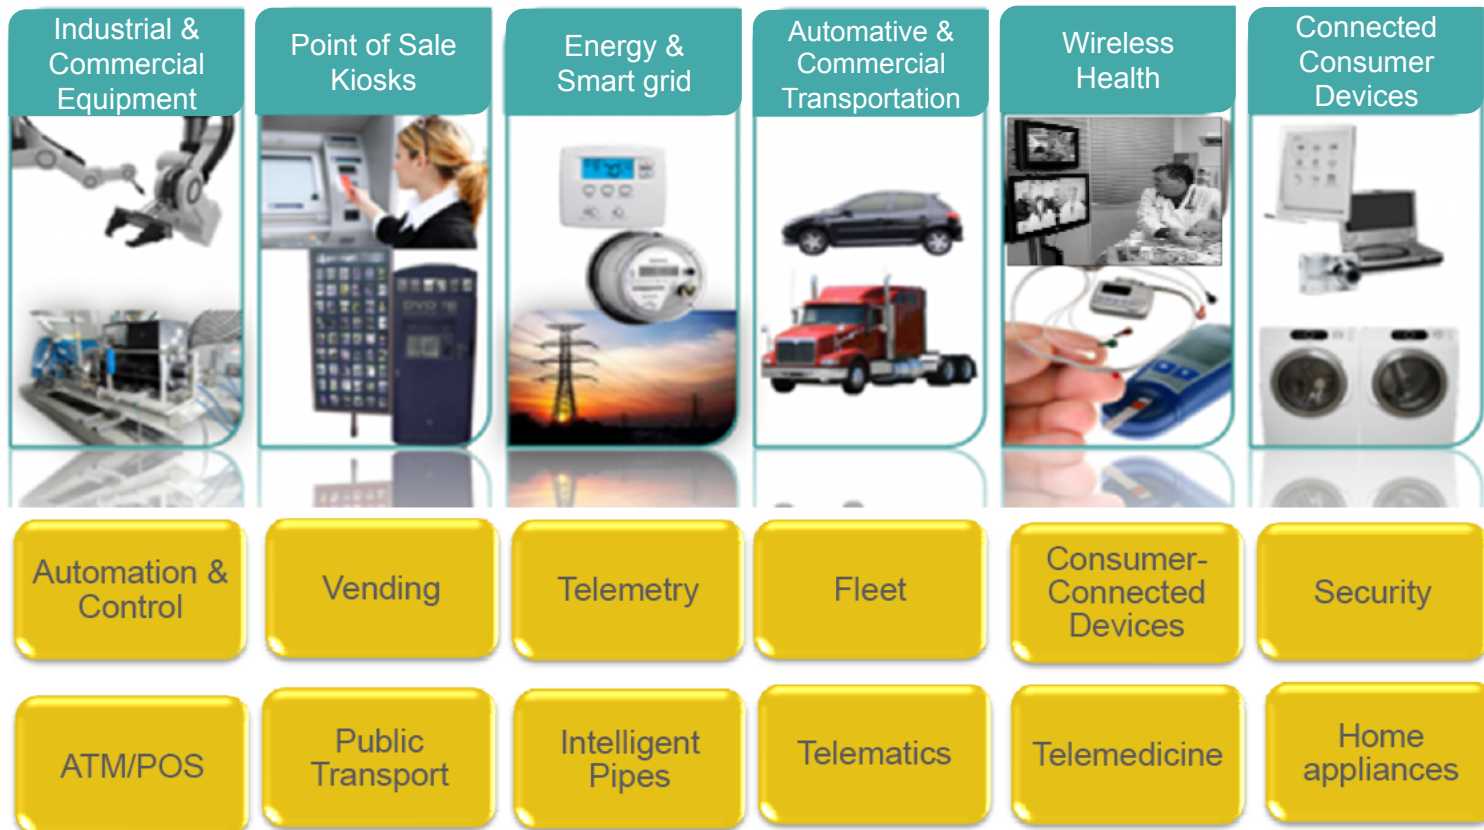 Industrial &
Commercial
Equipment
Point of Sale
Kiosks
Energy &
Smart grid
Automative &
Commercial
Transportation
Wireless
Health
Connected
Consumer
Devices
DVD
Automation &
Control
Vending
Telemetry
Fleet
Consumer-
Connected
Devices
Security
ATM/POS
Public
Transport
Intelligent
Pipes
Telematics
Telemedicine
Home
appliances